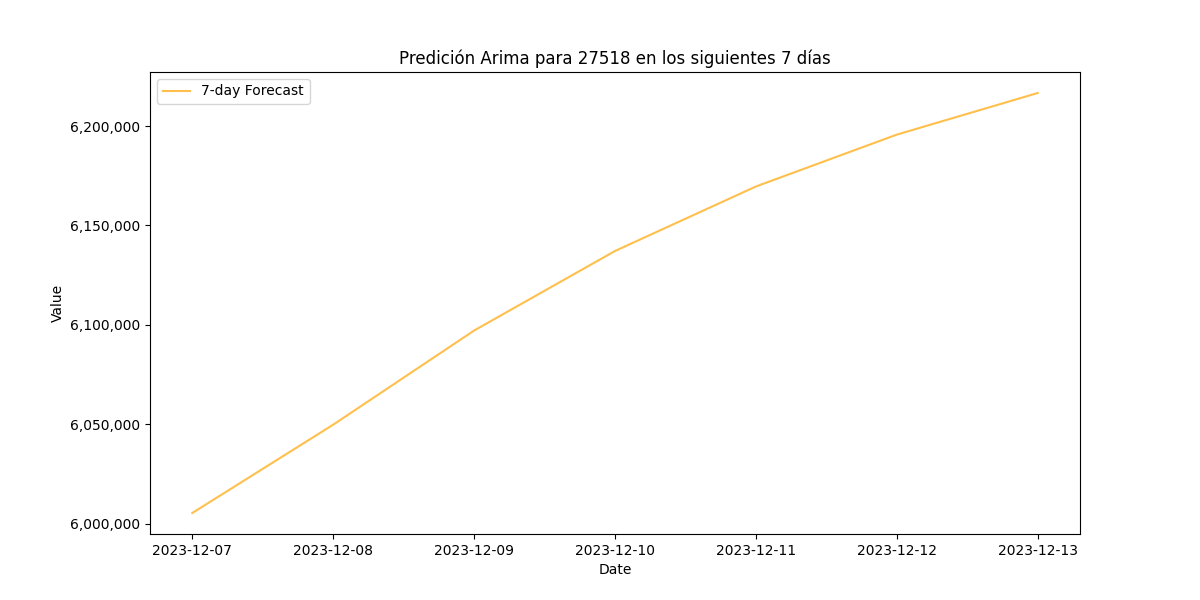 Predición Arima para 27518 en los siguientes 7 días
7-day Forecast
6,200,000
6,150,000
6,100,000
6,050,000
6,000,000
Value
2023-12-07 2023-12-08 2023-12-09 2023-12-10 2023-12-11 2023-12-12 2023-12-13
Date